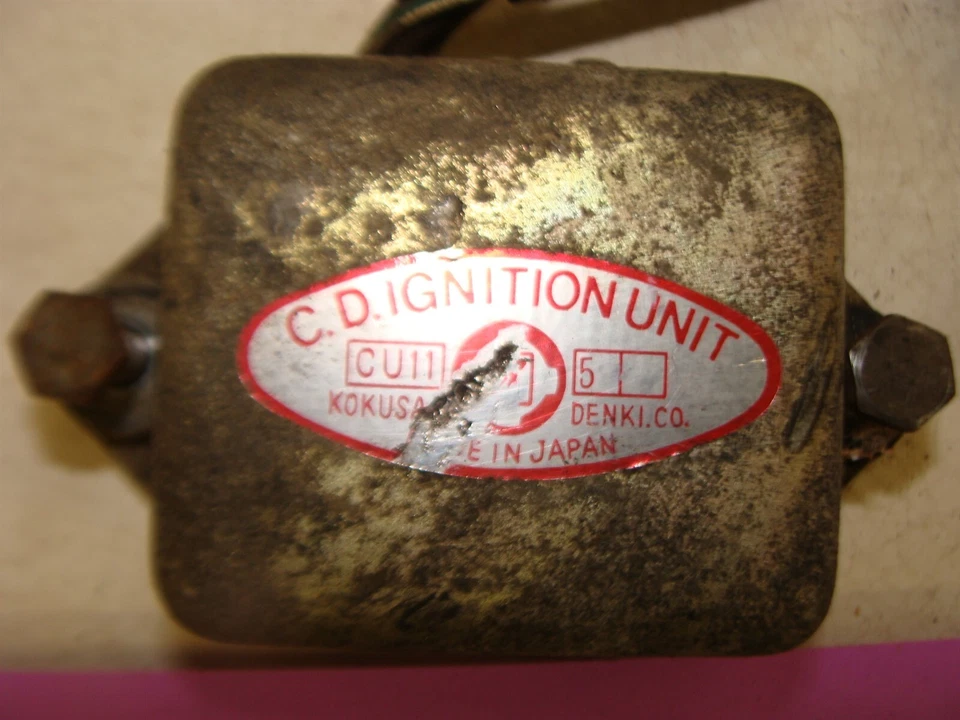 C.D. IGNITION UNIT
CU11 5
KOKUSA DENKI.CO.
E IN JAPAN